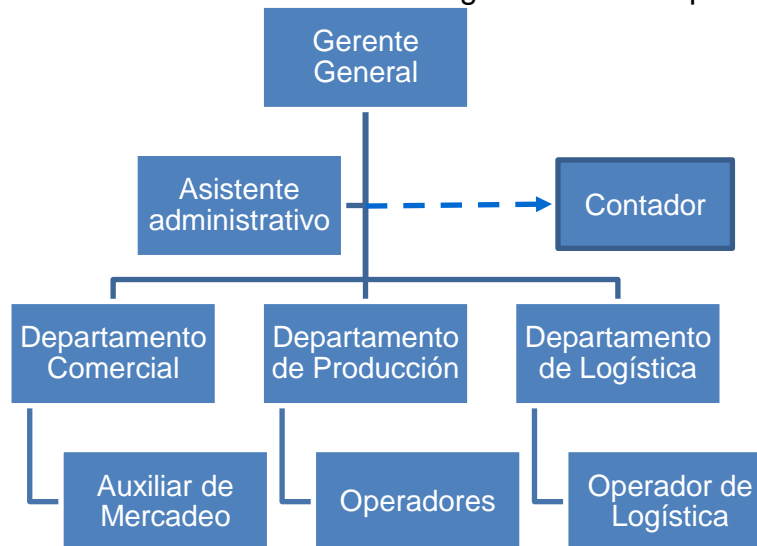 Gerente
General
Asistente
administrativo
Contador
Departamento
Comercial
Departamento
de Producción
Departamento
de Logística
Auxiliar de
Mercadeo
Operadores
Operador de
Logística